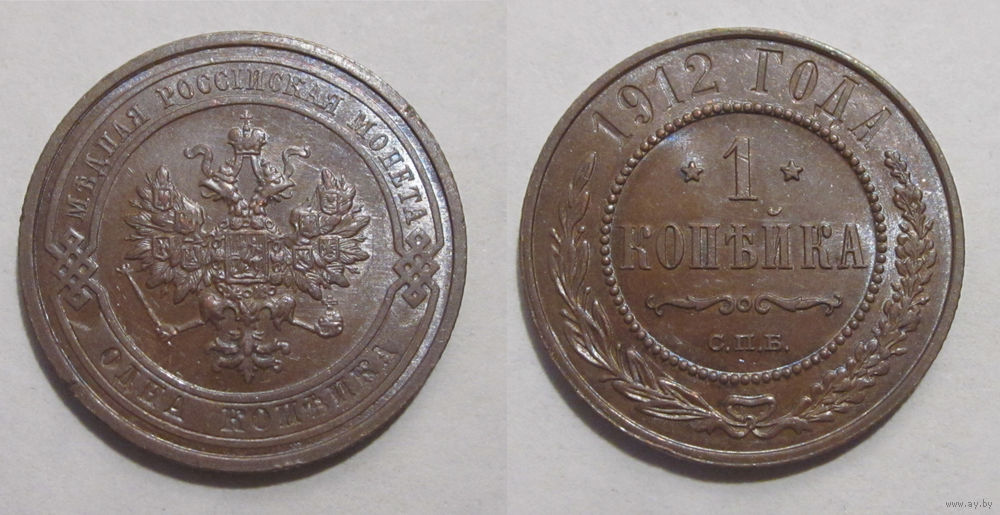 МѢДНАЯ РОССIЙСКАЯ МОНЕТА
ОДНА КОПѢЙКА
1912 ГОДА
1
КОПѢЙКА
С.П.Б.
www.ay.by